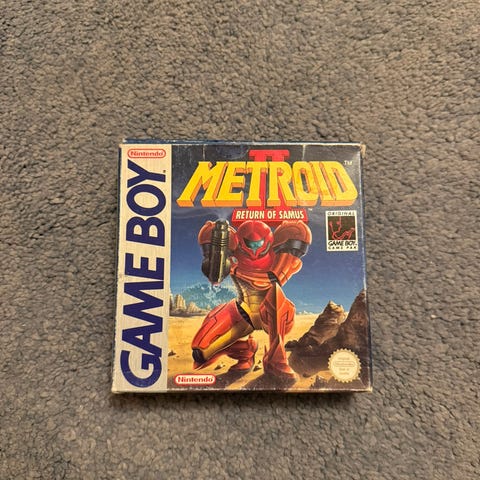 Nintendo
GAME BOY
TM
METROID
II
RETURN OF SAMUS
ORIGINAL
GAME BOY
GAME PAK
Nintendo